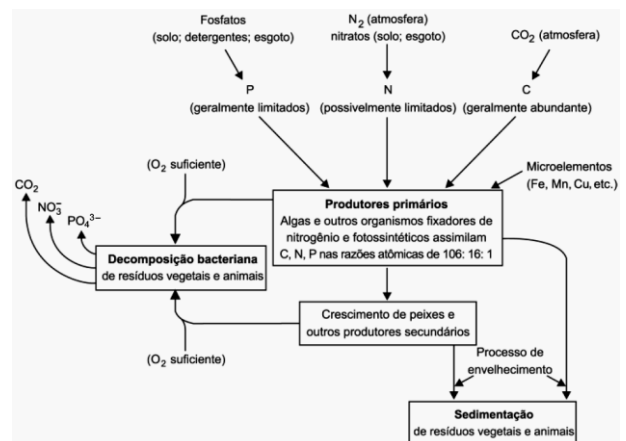 Fosfatos
(solo; detergentes; esgoto)
N2 (atmosfera)
nitratos (solo; esgoto)
CO2 (atmosfera)
P
(geralmente limitados)
N
(possivelmente limitados)
C
(geralmente abundante)
(O2 suficiente)
Microelementos
(Fe, Mn, Cu, etc.)
CO2
NO3−
PO4 3−
Produtores primários
Algas e outros organismos fixadores de
nitrogênio e fotossintéticos assimilam
C, N, P nas razões atômicas de 106: 16: 1
Decomposição bacteriana
de resíduos vegetais e animais
Crescimento de peixes e
outros produtores secundários
(O2 suficiente)
Processo de
envelhecimento
Sedimentação
de resíduos vegetais e animais